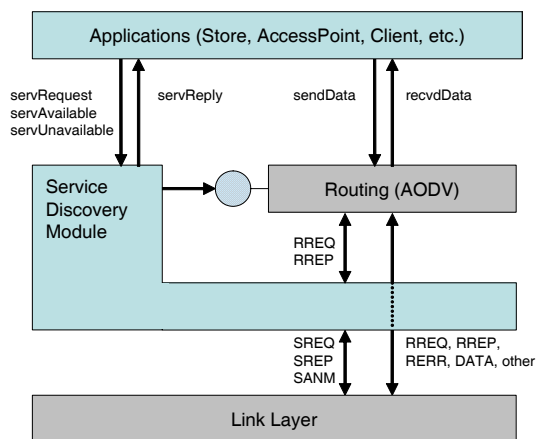 Applications (Store, AccessPoint, Client, etc.)
servRequest
servAvailable
servUnavailable
servReply
sendData
recvdData
Service
Discovery
Module
Routing (AODV)
RREQ
RREP
SREQ
SREP
SANM
RREQ, RREP,
RERR, DATA, other
Link Layer